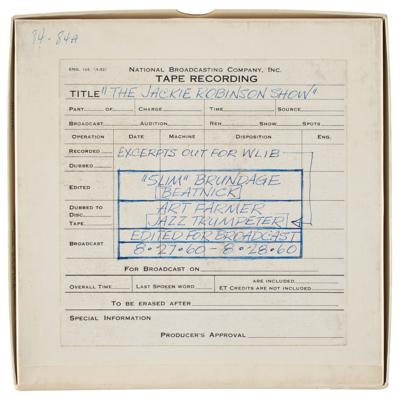 94-84A
ENG. 168 (4-53) NATIONAL BROADCASTING COMPANY, INC.
TAPE RECORDING
TITLE "THE JACKIE ROBINSON SHOW"
PART OF CHARGE TIME SOURCE
BROADCAST AUDITION REH. SHOW SPOTS
OPERATION DATE MACHINE DISPOSITION ENG.
RECORDED EXCERPTS OUT FOR WLIB
DUBBED
"SLIM" BRUNDAGE
EDITED BEATNICK
DUBBED TO ART FARMER
DISC
TAPE JAZZ TRUMPETER
BROADCAST EDITED FOR BROADCAST
8.27.60-8.28.60
FOR BROADCAST ON
OVERALL TIME LAST SPOKEN WORD ARE INCLUDED
ET CREDITS ARE NOT INCLUDED
TO BE ERASED AFTER
SPECIAL INFORMATION
PRODUCER'S APPROVAL